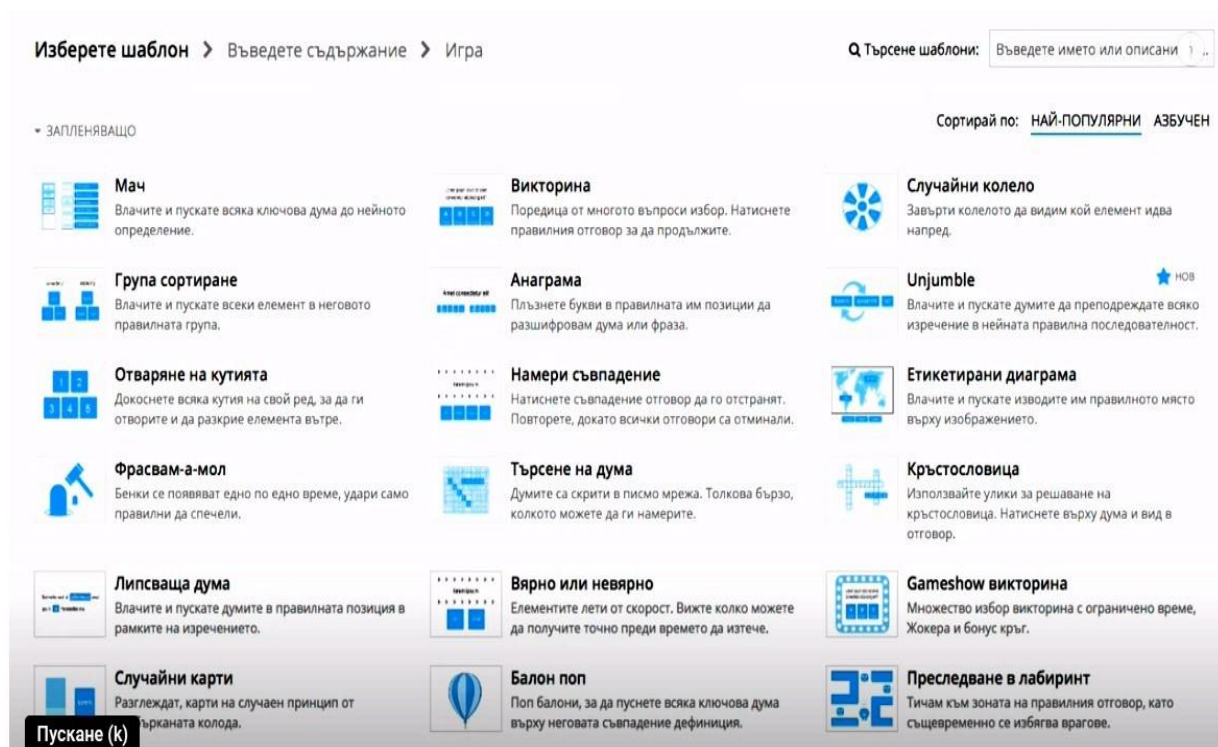 Изберете шаблон > Въведете съдържание > Игра
Търсене шаблони: Въведете името или описани ...
Сортирай по: НАЙ-ПОПУЛЯРНИ АЗБУЧЕН
ЗАПЛЕНЯВАЩО
Мач
Влачите и пускате всяка ключова дума до нейното
определение.
Викторина
Поредица от многото въпроси избор. Натиснете
правилния отговор за да продължите.
Случайни колело
Завърти колелото да видим кой елемент идва
напред.
Група сортиране
Влачите и пускате всеки елемент в неговото
правилната група.
Анаграма
Плъзнете букви в правилната им позиции да
разшифровам дума или фраза.
Unjumble
НОВ
Влачите и пускате думите да преподреждате всяко
изречение в нейната правилна последователност.
Отваряне на кутията
Докоснете всяка кутия на свой ред, за да ги
отворите и да разкрие елемента вътре.
1 2
3 4 5
Намери съвпадение
Натиснете съвпадение отговор да го отстранят.
Повторете, докато всички отговори са отминали.
Етикетирани диаграма
Влачите и пускате изводите им правилното място
върху изображението.
Фрасвам-а-мол
Бенки се появяват едно по едно време, удари само
правилни да спечели.
Търсене на дума
Думите са скрити в писмо мрежа. Толкова бързо,
колкото можете да ги намерите.
Кръстословица
Използвайте улики за решаване на
кръстословица. Натиснете върху дума и вид в
отговор.
Липсваща дума
Влачите и пускате думите в правилната позиция в
рамките на изречението.
Вярно или невярно
Елементите лети от скорост. Вижте колко можете
да получите точно преди времето да изтече.
Gameshow викторина
Множество избор викторина с ограничено време,
Жокера и бонус кръг.
Случайни карти
Разглеждат, карти на случаен принцип от
колода.
Балон поп
Поп балони, за да пуснете всяка ключова дума
върху неговата съвпадение дефиниция.
Преследване в лабиринт
Тичам към зоната на правилния отговор, като
същевременно се избягва врагове.
Пускане (k)